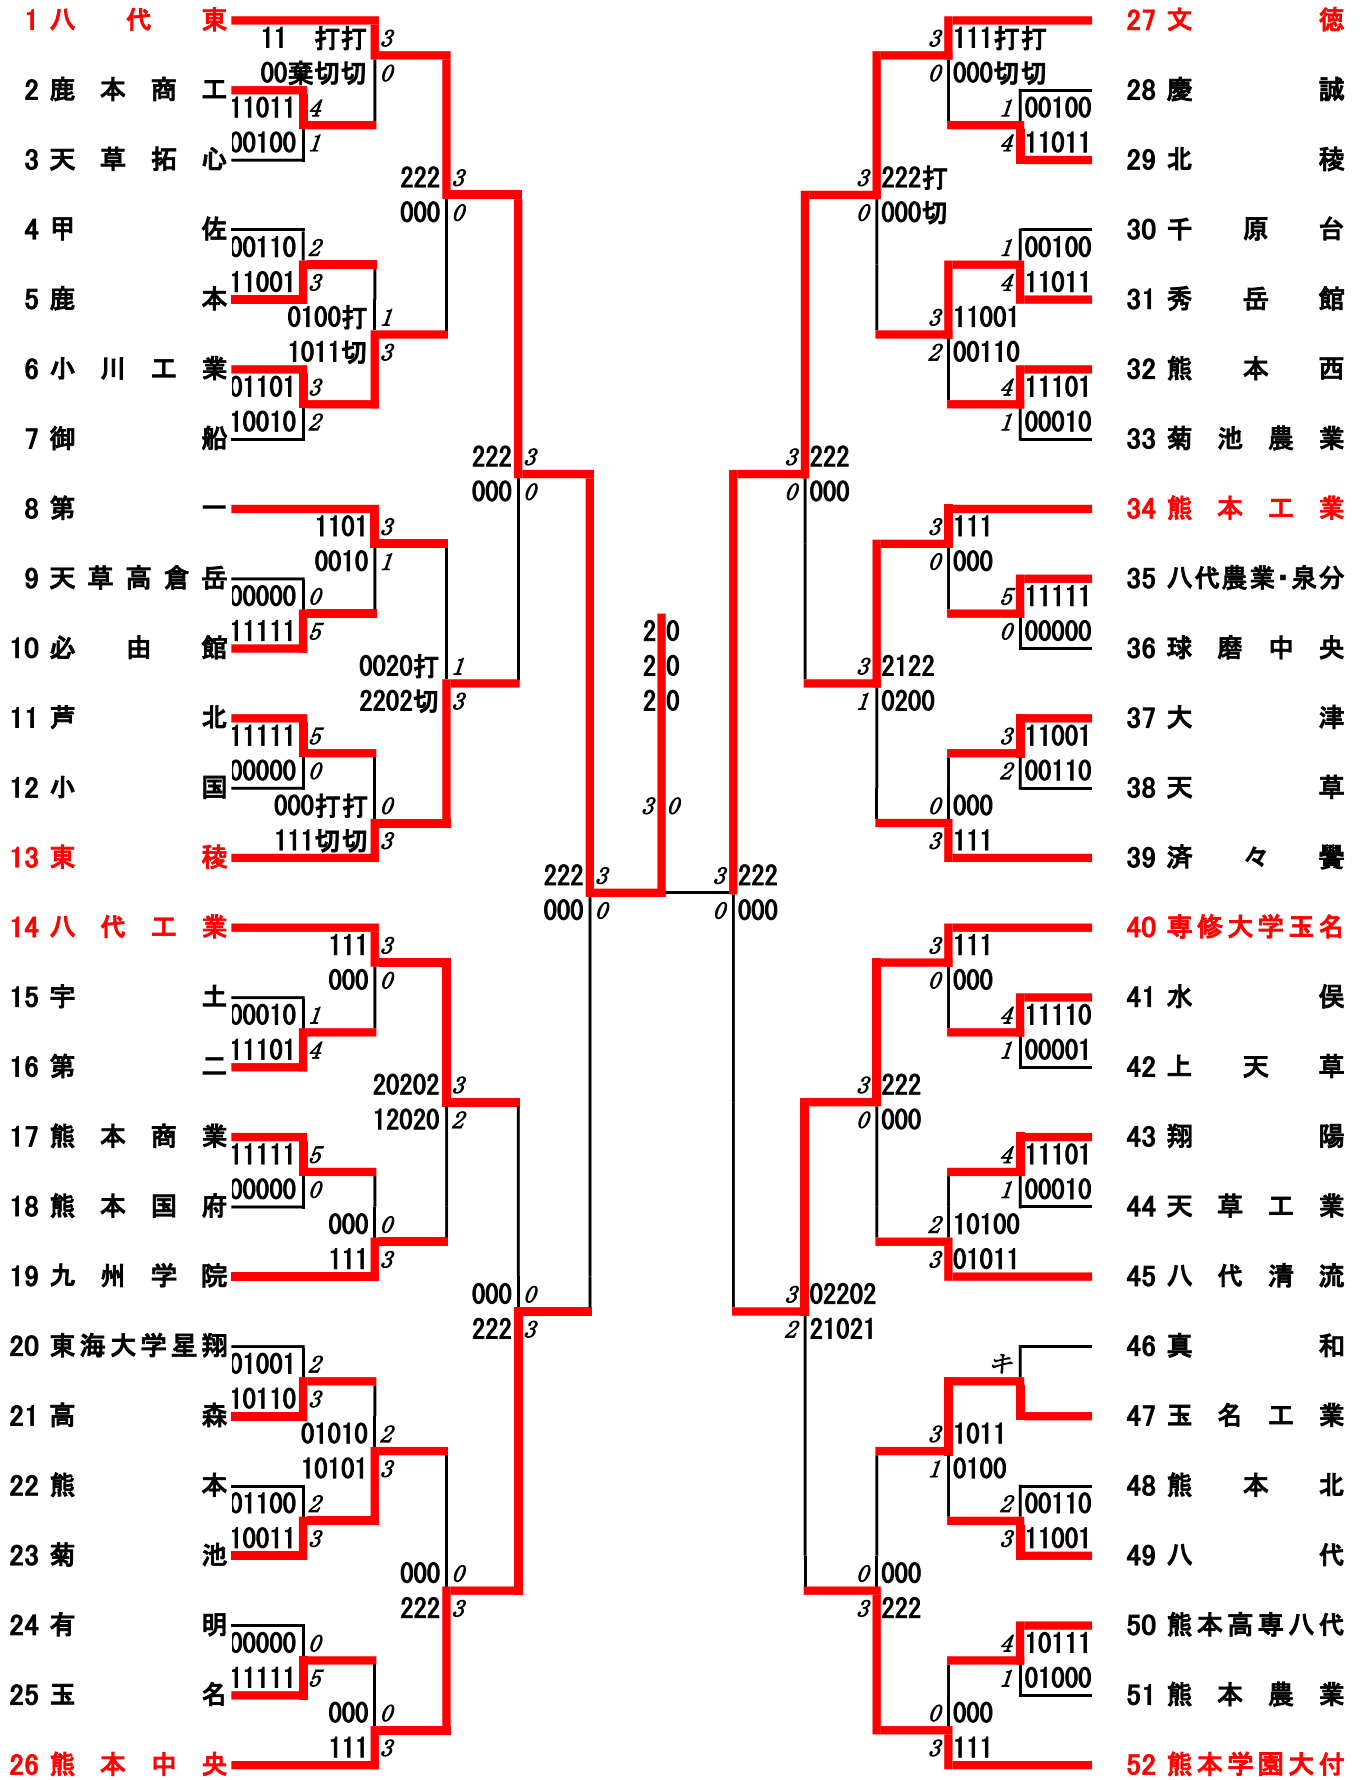 1 八代東
11 打打 3
00棄切切 0
2 鹿本商工
11011 4
00100 1
3 天草拓心
222 3
000 0
4 甲佐
00110 2
11001 3
5 鹿本
0100打 1
1011切 3
6 小川工業
01101 3
10010 2
7 御船
222 3
000 0
8 第一
1101 3
0010 1
9 天草高倉岳
00000 0
11111 5
10 必由館
0020打 1
2202切 3
11 芦北
11111 5
00000 0
12 小国
000打打 0
111切切 3
13 東稜
222 3
000 0
14 八代工業
111 3
000 0
15 宇土
00010 1
11101 4
16 第二
20202 3
12020 2
17 熊本商業
11111 5
00000 0
18 熊本国府
000 0
111 3
19 九州学院
000 0
222 3
20 東海大学星翔
01001 2
10110 3
21 高森
01010 2
10101 3
22 熊本
01100 2
10011 3
23 菊池
000 0
222 3
24 有明
00000 0
11111 5
25 玉名
000 0
111 3
26 熊本中央
2 0
2 0
2 0
3 0
27 文徳
3 111打打
0 000切切
28 慶誠
1 00100
4 11011
29 北稜
3 222打
0 000切
30 千原台
1 00100
4 11011
31 秀岳館
3 11001
2 00110
32 熊本西
4 11101
1 00010
33 菊池農業
3 222
0 000
34 熊本工業
3 111
0 000
35 八代農業・泉分
5 11111
0 00000
36 球磨中央
3 2122
1 0200
37 大津
3 11001
2 00110
38 天草
0 000
3 111
39 済々黌
3 222
0 000
40 専修大学玉名
3 111
0 000
41 水俣
4 11110
1 00001
42 上天草
3 222
0 000
43 翔陽
4 11101
1 00010
44 天草工業
2 10100
3 01011
45 八代清流
3 02202
2 21021
46 真和
キ
47 玉名工業
3 1011
1 0100
48 熊本北
2 00110
3 11001
49 八代
0 000
3 222
50 熊本高専八代
4 10111
1 01000
51 熊本農業
0 000
3 111
52 熊本学園大付